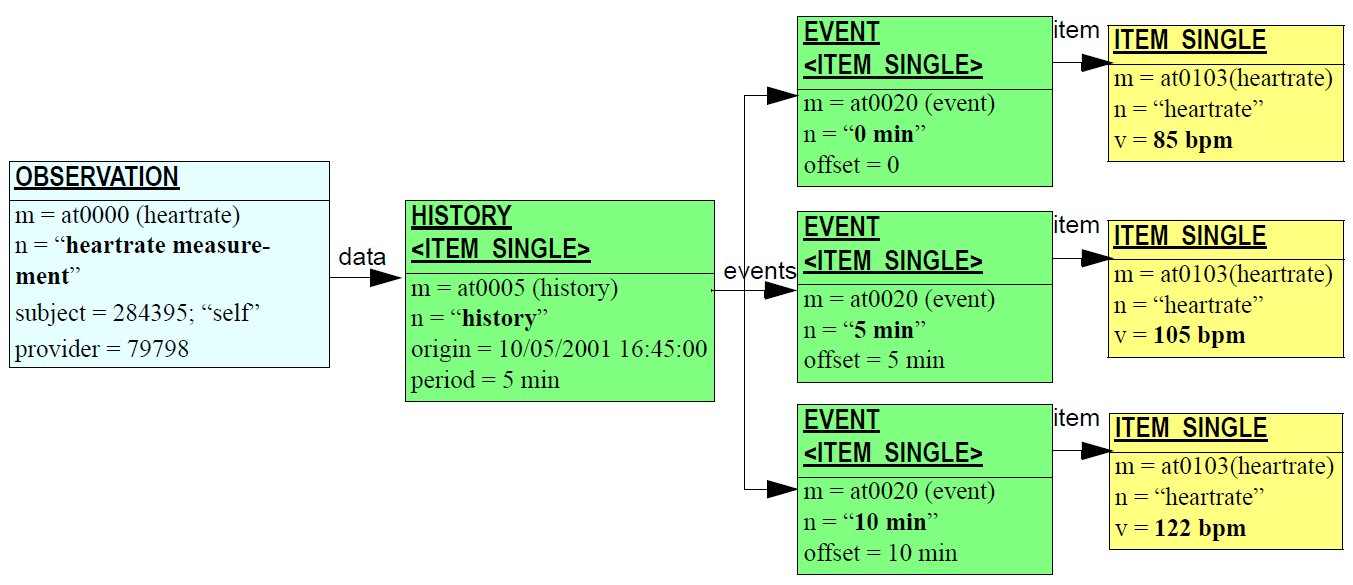 OBSERVATION
m = at0000 (heartrate)
n = “heartrate measure-
ment”
subject = 284395; “self”
provider = 79798
data
HISTORY
<ITEM_SINGLE>
m = at0005 (history)
n = “history”
origin = 10/05/2001 16:45:00
period = 5 min
events
EVENT
<ITEM_SINGLE>
m = at0020 (event)
n = “0 min”
offset = 0
item
ITEM_SINGLE
m = at0103(heartrate)
n = “heartrate”
v = 85 bpm
EVENT
<ITEM_SINGLE>
m = at0020 (event)
n = “5 min”
offset = 5 min
item
ITEM_SINGLE
m = at0103(heartrate)
n = “heartrate”
v = 105 bpm
EVENT
<ITEM_SINGLE>
m = at0020 (event)
n = “10 min”
offset = 10 min
item
ITEM_SINGLE
m = at0103(heartrate)
n = “heartrate”
v = 122 bpm